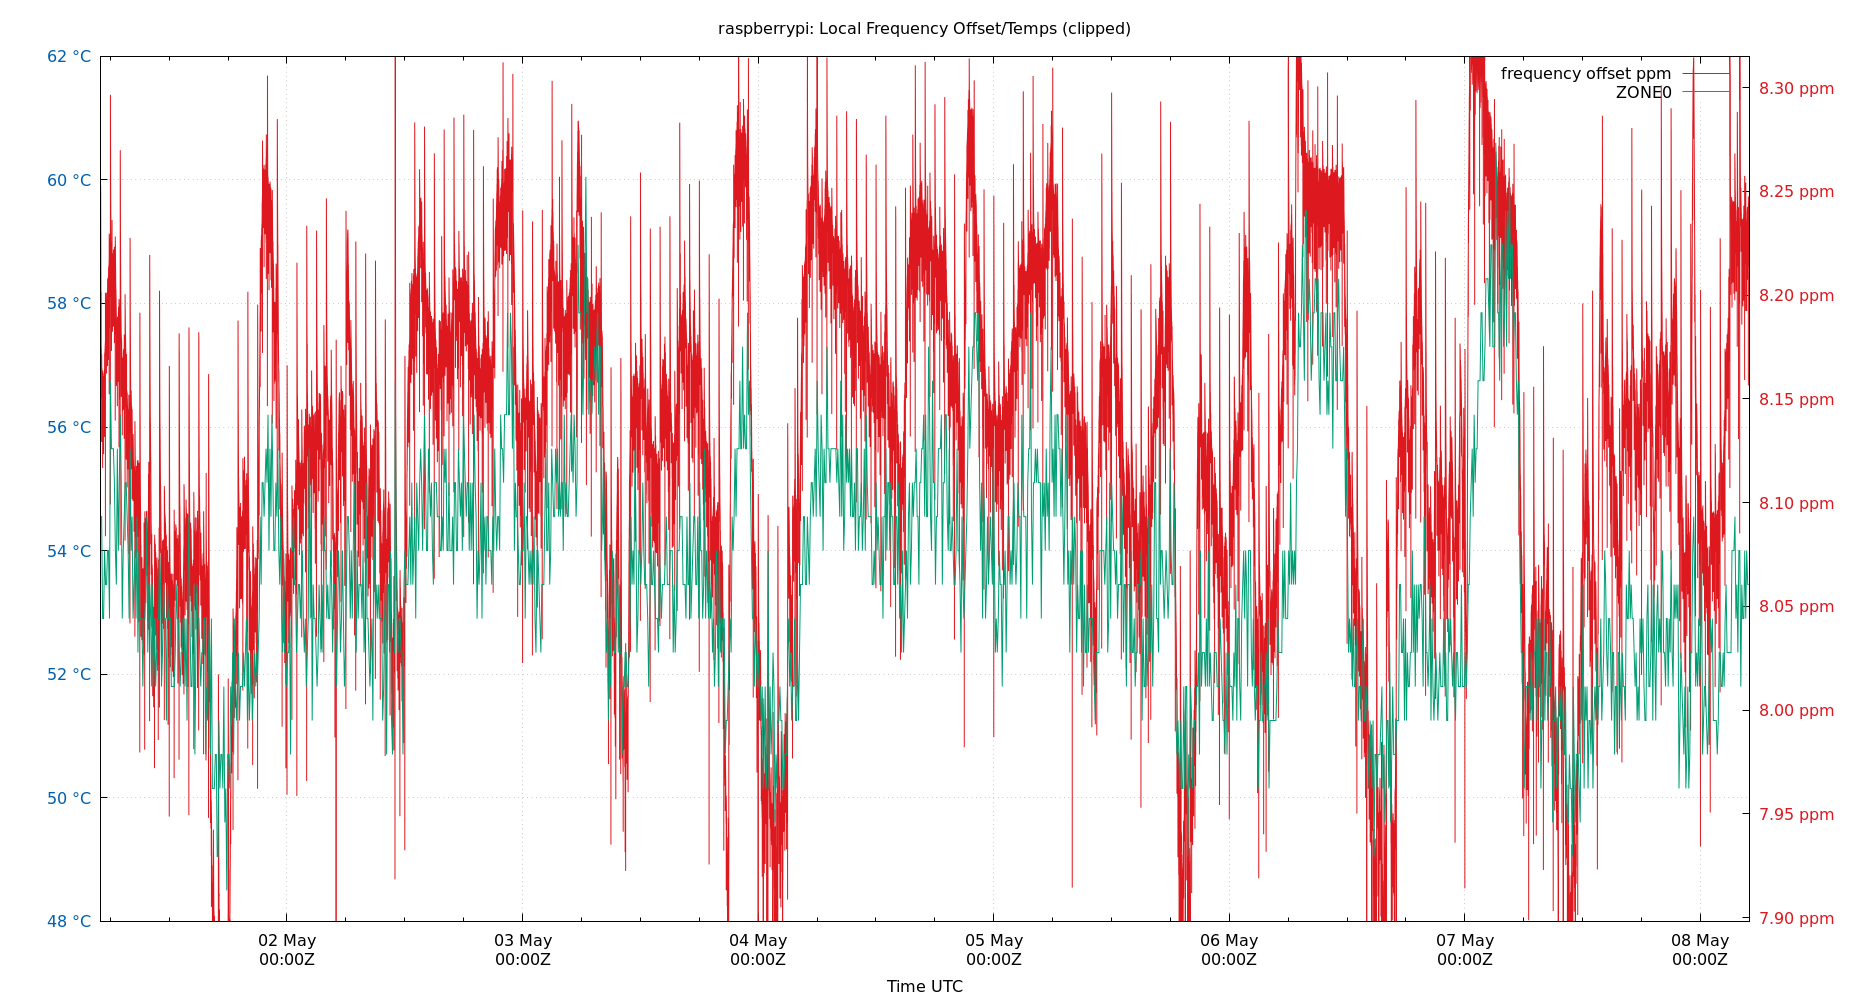 raspberrypi: Local Frequency Offset/Temps (clipped)
62 °C
60 °C
58 °C
56 °C
54 °C
52 °C
50 °C
48 °C
frequency offset ppm
ZONE0
8.30 ppm
8.25 ppm
8.20 ppm
8.15 ppm
8.10 ppm
8.05 ppm
8.00 ppm
7.95 ppm
7.90 ppm
02 May
00:00Z
03 May
00:00Z
04 May
00:00Z
05 May
00:00Z
06 May
00:00Z
07 May
00:00Z
08 May
00:00Z
Time UTC